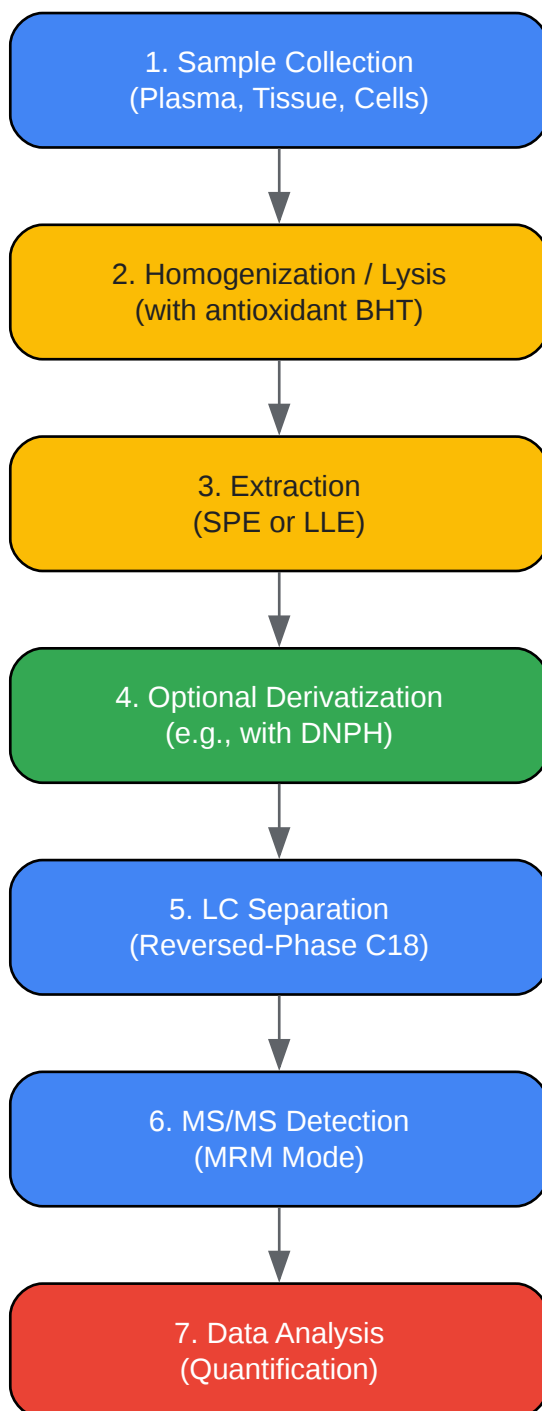 1. Sample Collection
(Plasma, Tissue, Cells)
2. Homogenization / Lysis
(with antioxidant BHT)
3. Extraction
(SPE or LLE)
4. Optional Derivatization
(e.g., with DNPH)
5. LC Separation
(Reversed-Phase C18)
6. MS/MS Detection
(MRM Mode)
7. Data Analysis
(Quantification)